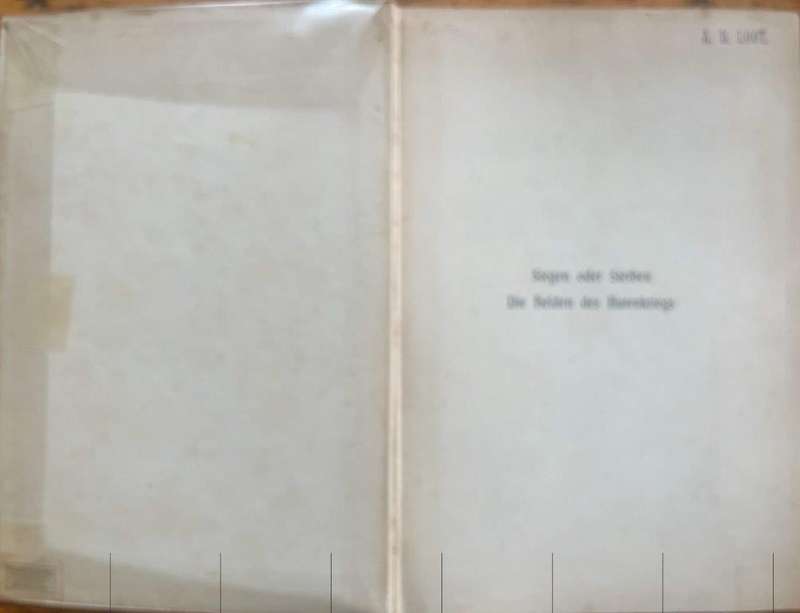 Siegen oder Sterben
Die Helden des Burenkriegs